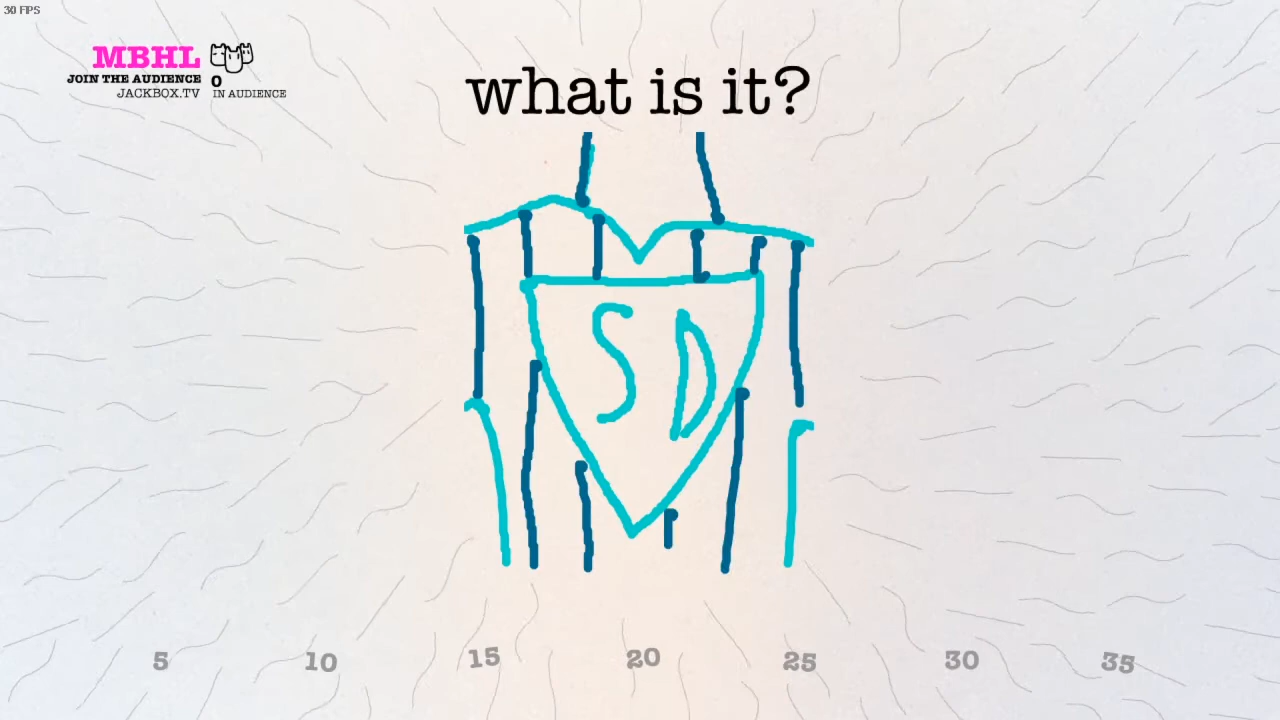 30 FPS
MBHL
JOIN THE AUDIENCE
JACKBOX.TV
0
IN AUDIENCE
what is it?
SD
5 10 15 20 25 30 35